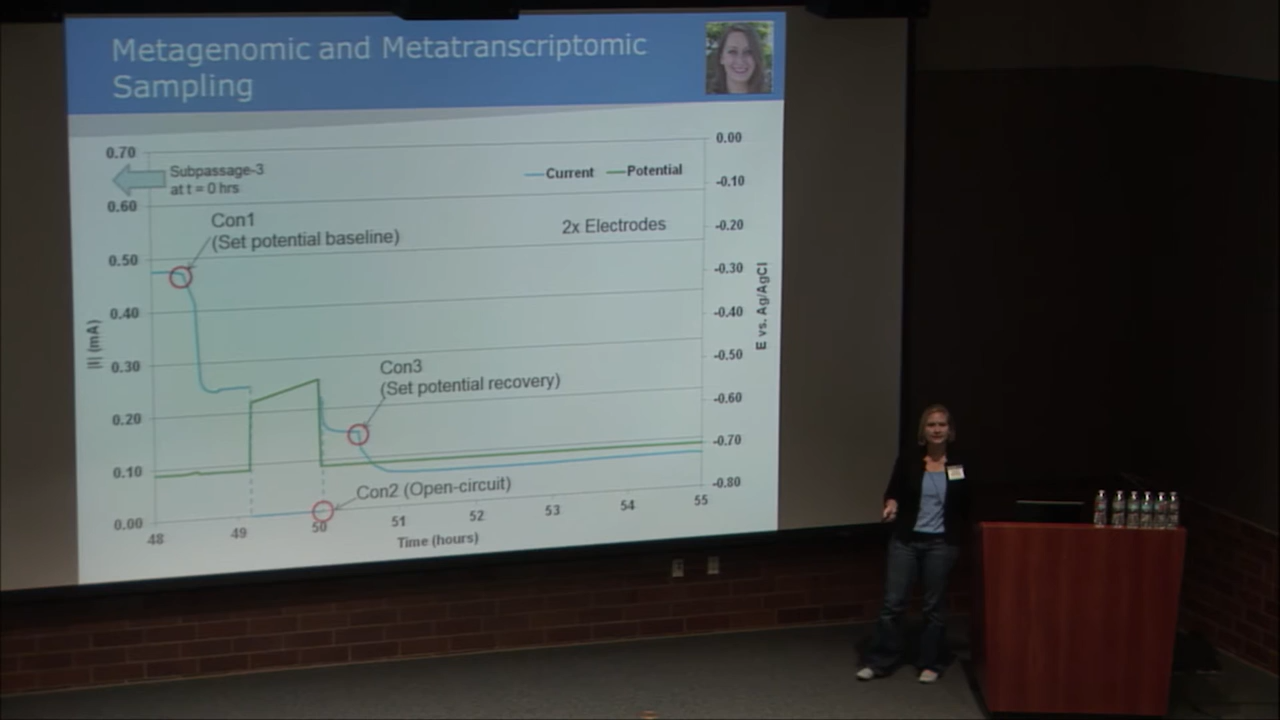 Metagenomic and Metatranscriptomic
Sampling
0.70
0.60
0.50
0.40
0.30
0.20
0.10
0.00
|I| (mA)
Subpassage-3
at t = 0 hrs
Current
Potential
2x Electrodes
Con1
(Set potential baseline)
Con3
(Set potential recovery)
Con2 (Open-circuit)
0.00
-0.10
-0.20
-0.30
-0.40
-0.50
-0.60
-0.70
-0.80
E vs. Ag/AgCl
48
49
50
51
52
53
54
55
Time (hours)